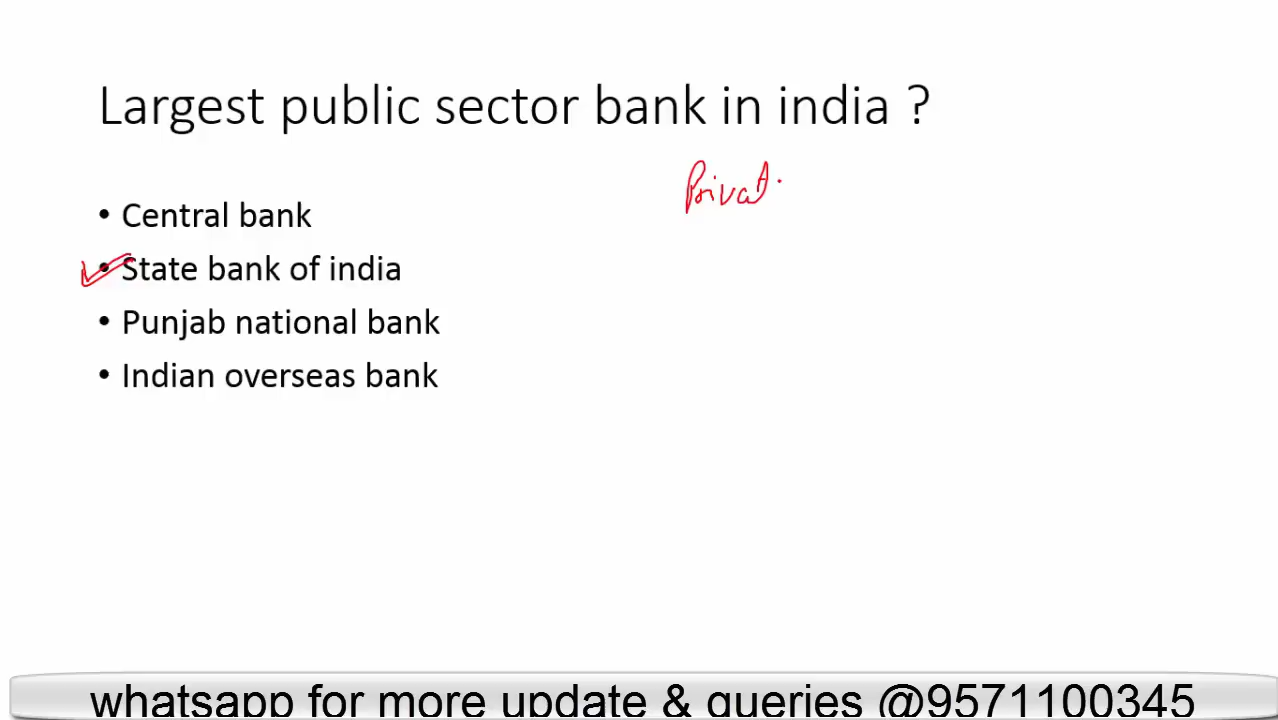 Largest public sector bank in india ?
Privat
• Central bank
• State bank of india
• Punjab national bank
• Indian overseas bank
whatsapp for more update & queries @9571100345